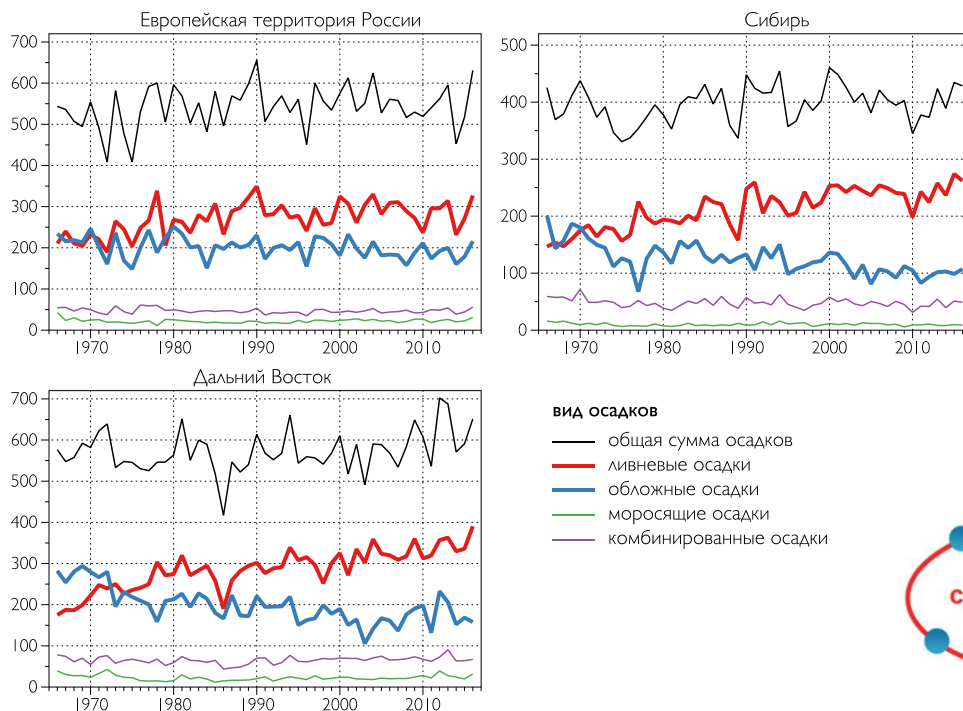 Европейская территория России
700
600
500
400
300
200
100
0
1970 1980 1990 2000 2010
Сибирь
500
400
300
200
100
0
1970 1980 1990 2000 2010
Дальний Восток
700
600
500
400
300
200
100
0
1970 1980 1990 2000 2010
вид осадков
общая сумма осадков
ливневые осадки
обложные осадки
моросящие осадки
комбинированные осадки
с